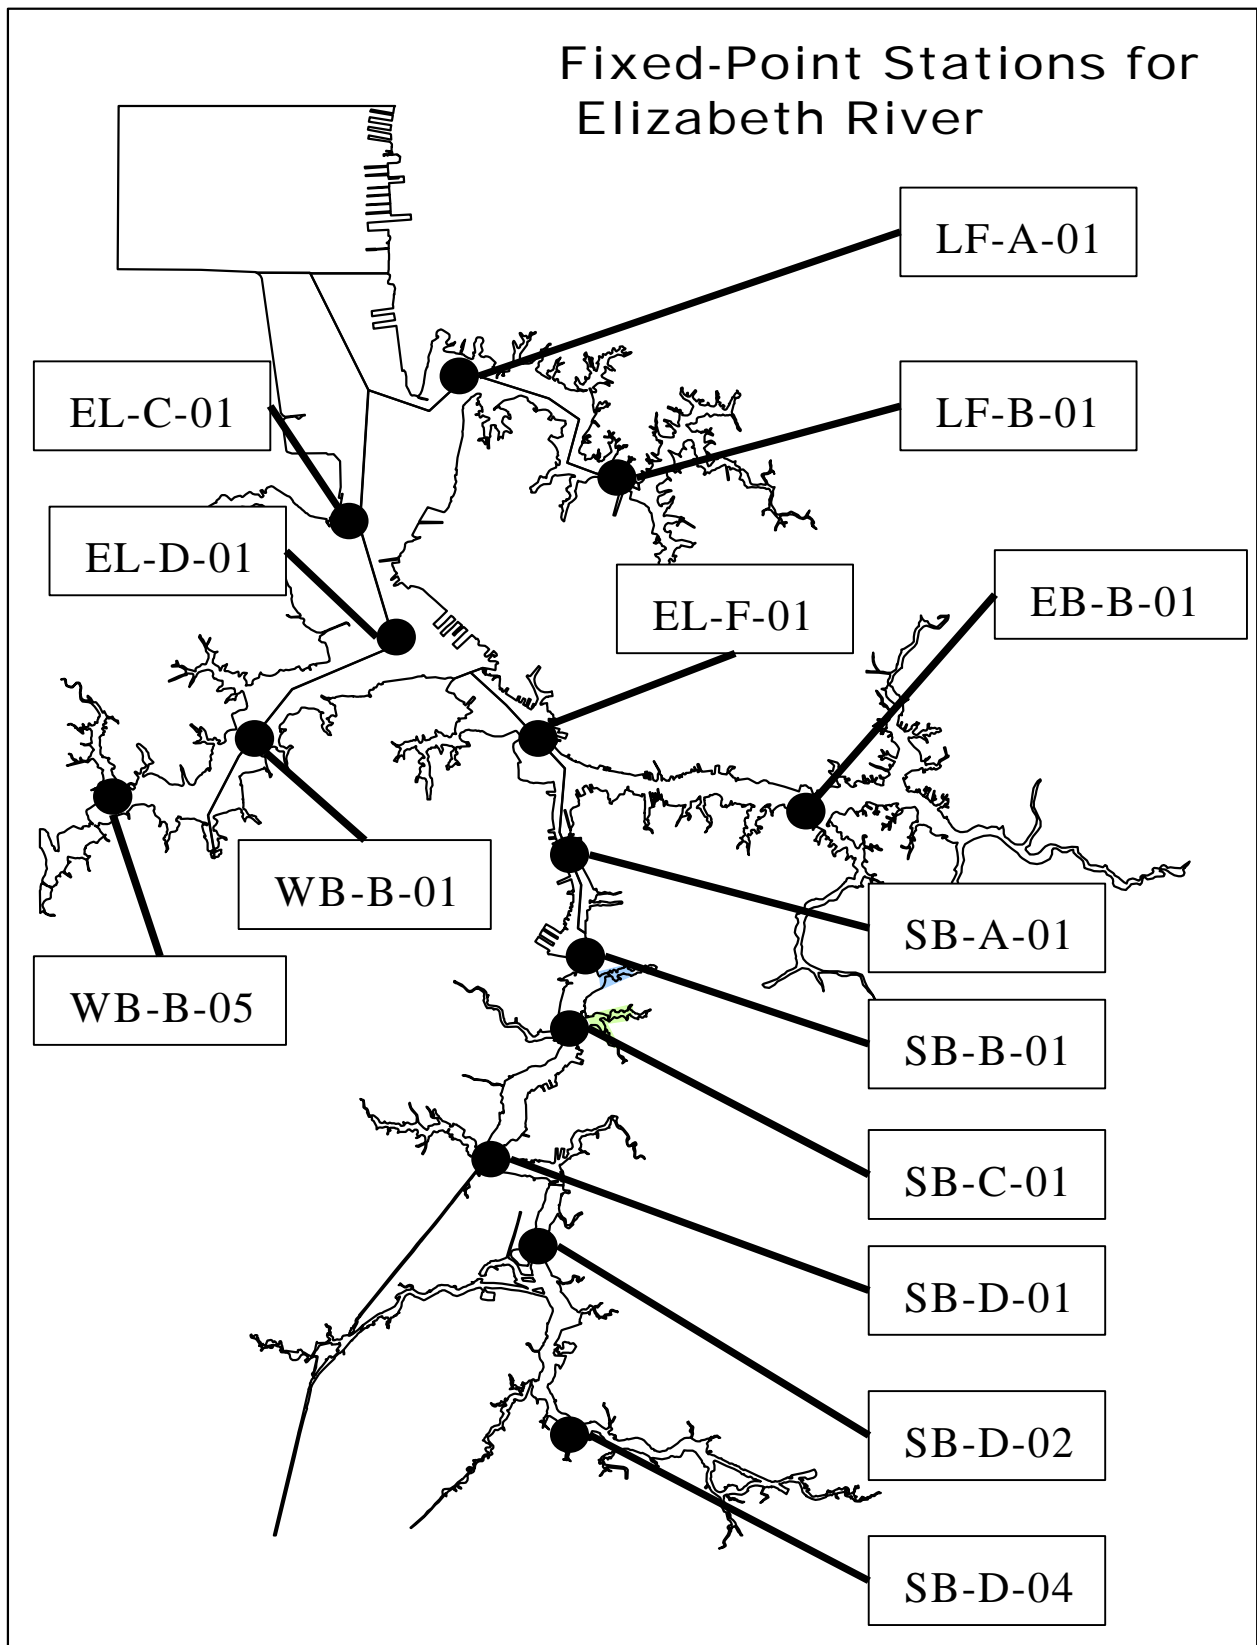 Fixed-Point Stations for
Elizabeth River
LF-A-01
EL-C-01
LF-B-01
EL-D-01
EL-F-01
EB-B-01
WB-B-01
SB-A-01
WB-B-05
SB-B-01
SB-C-01
SB-D-01
SB-D-02
SB-D-04